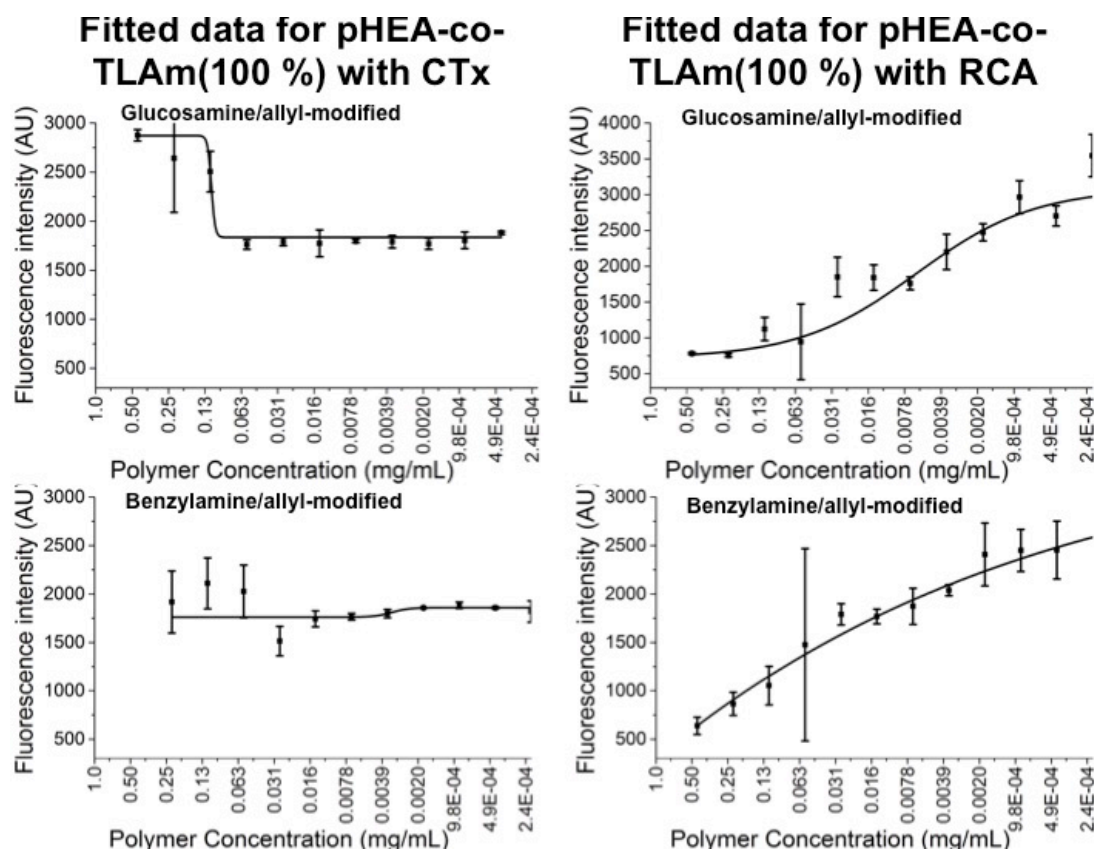 Fitted data for pHEA-co-
TLAm(100 %) with CTx
Glucosamine/allyl-modified
Fluorescence intensity (AU)
3000
2500
2000
1500
1000
500
1.0
0.50
0.25
0.13
0.063
0.031
0.016
0.0078
0.0039
0.0020
9.8E-04
4.9E-04
2.4E-04
Polymer Concentration (mg/mL)
Fitted data for pHEA-co-
TLAm(100 %) with RCA
Glucosamine/allyl-modified
Fluorescence intensity (AU)
4000
3500
3000
2500
2000
1500
1000
500
1.0
0.50
0.25
0.13
0.063
0.031
0.016
0.0078
0.0039
0.0020
9.8E-04
4.9E-04
2.4E-04
Polymer Concentration (mg/mL)
Benzylamine/allyl-modified
Fluorescence intensity (AU)
3000
2500
2000
1500
1000
500
1.0
0.25
0.13
0.063
0.031
0.016
0.0078
0.0039
0.0020
9.8E-04
4.9E-04
2.4E-04
Polymer Concentration (mg/mL)
Benzylamine/allyl-modified
Fluorescence intensity (AU)
3000
2500
2000
1500
1000
500
1.0
0.50
0.25
0.13
0.063
0.031
0.016
0.0078
0.0039
0.0020
9.8E-04
4.9E-04
2.4E-04
Polymer Concentration (mg/mL)